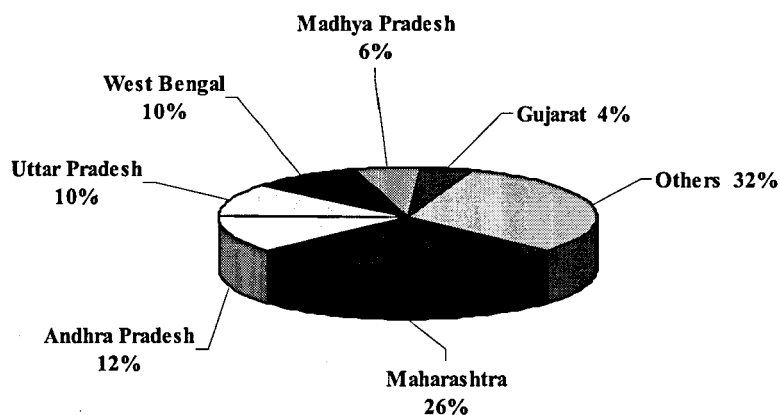 Madhya Pradesh
6%
West Bengal
10%
Gujarat 4%
Uttar Pradesh
10%
Others 32%
Andhra Pradesh
12%
Maharashtra
26%